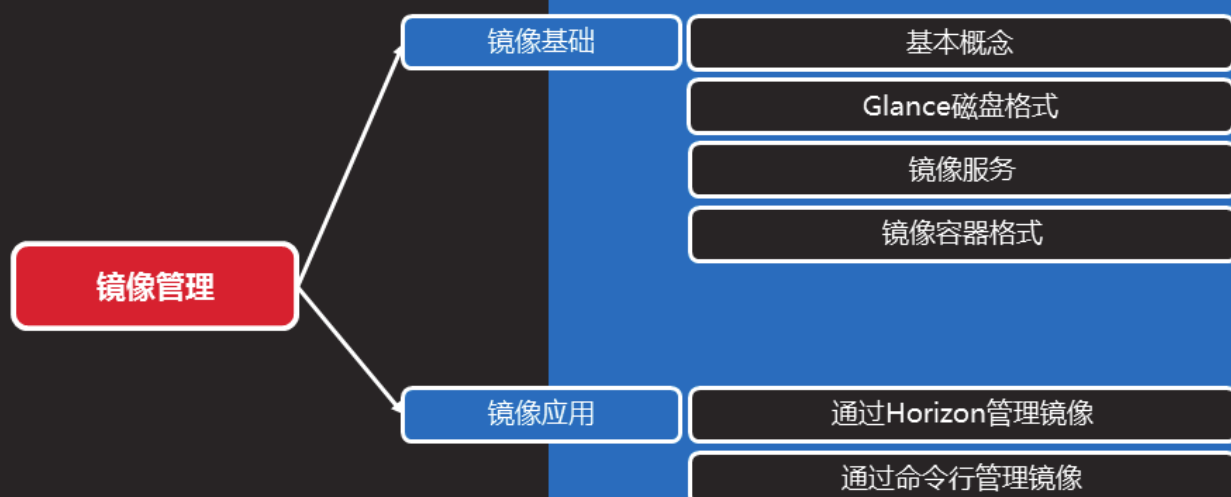 镜像管理
镜像基础
基本概念
Glance磁盘格式
镜像服务
镜像容器格式
镜像应用
通过Horizon管理镜像
通过命令行管理镜像